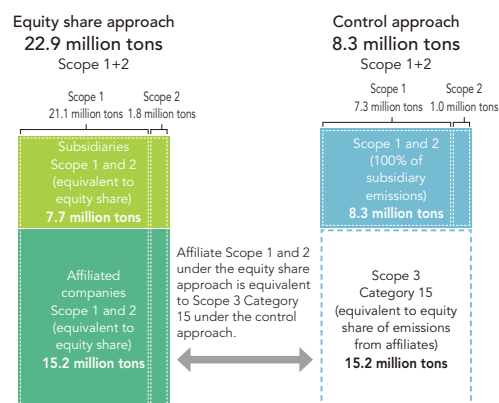 Equity share approach
22.9 million tons
Scope 1+2
Scope 1
21.1 million tons
Scope 2
1.8 million tons
Subsidiaries
Scope 1 and 2
(equivalent to
equity share)
7.7 million tons
Affiliated
companies
Scope 1 and 2
(equivalent to
equity share)
15.2 million tons
Affiliate Scope 1 and 2
under the equity share
approach is equivalent
to Scope 3 Category
15 under the control
approach.
Control approach
8.3 million tons
Scope 1+2
Scope 1
7.3 million tons
Scope 2
1.0 million tons
Scope 1 and 2
(100% of
subsidiary
emissions)
8.3 million tons
Scope 3
Category 15
(equivalent to equity
share of emissions
from affiliates)
15.2 million tons